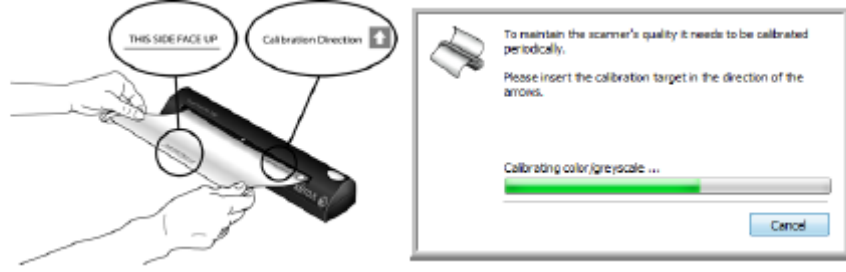 THIS SIDE FACE UP
Calibration Direction
To maintain the scanner's quality it needs to be calibrated
periodically.
Please insert the calibration target in the direction of the
arrows.
Calibrating color/greyscale ...
Cancel